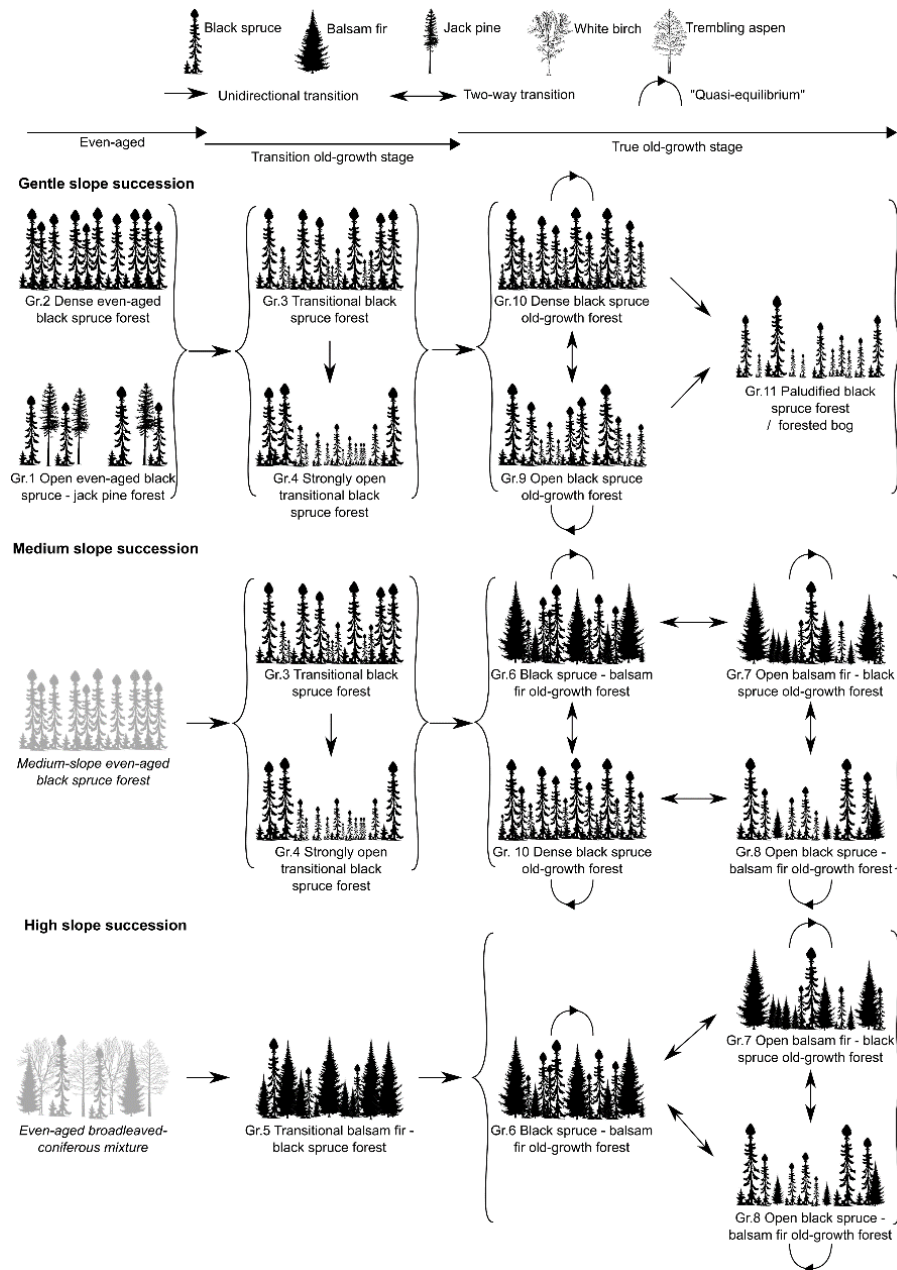 Black spruce
Balsam fir
Jack pine
White birch
Trembling aspen
Unidirectional transition
Two-way transition
"Quasi-equilibrium"
Even-aged
Transition old-growth stage
True old-growth stage
Gentle slope succession
Gr.2 Dense even-aged
black spruce forest
Gr.3 Transitional black
spruce forest
Gr.10 Dense black spruce
old-growth forest
Gr.11 Paludified black
spruce forest
/ forested bog
Gr.1 Open even-aged black
spruce - jack pine forest
Gr.4 Strongly open
transitional black
spruce forest
Gr.9 Open black spruce
old-growth forest
Medium slope succession
Medium-slope even-aged
black spruce forest
Gr.3 Transitional black
spruce forest
Gr.6 Black spruce - balsam
fir old-growth forest
Gr.7 Open balsam fir - black
spruce old-growth forest
Gr.4 Strongly open
transitional black
spruce forest
Gr. 10 Dense black spruce
old-growth forest
Gr.8 Open black spruce -
balsam fir old-growth forest
High slope succession
Even-aged broadleaved-
coniferous mixture
Gr.5 Transitional balsam fir -
black spruce forest
Gr.6 Black spruce - balsam
fir old-growth forest
Gr.7 Open balsam fir - black
spruce old-growth forest
Gr.8 Open black spruce -
balsam fir old-growth forest